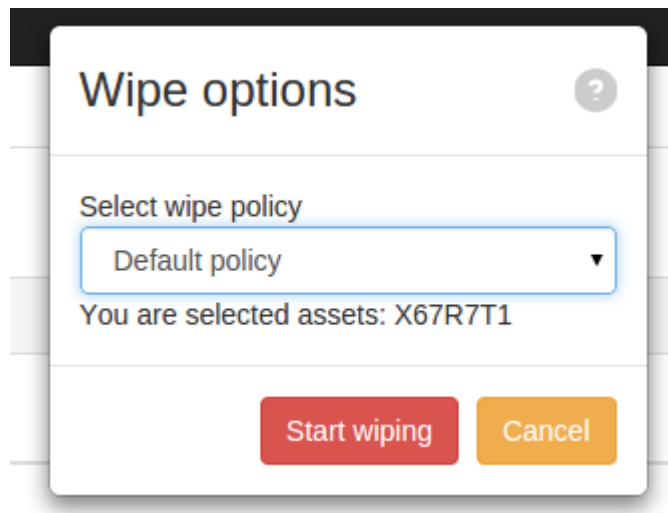 Wipe options
?
Select wipe policy
Default policy
You are selected assets: X67R7T1
Start wiping Cancel